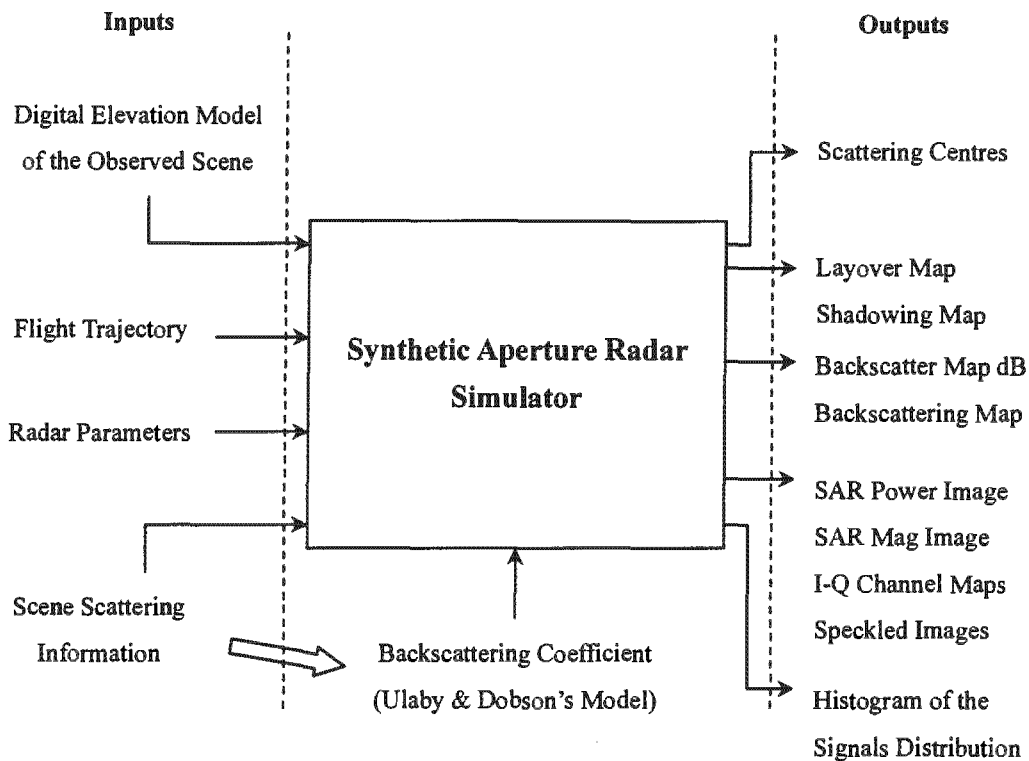 Inputs
Outputs
Digital Elevation Model
of the Observed Scene
Flight Trajectory
Radar Parameters
Scene Scattering
Information
Synthetic Aperture Radar
Simulator
Backscattering Coefficient
(Ulaby & Dobson's Model)
Scattering Centres
Layover Map
Shadowing Map
Backscatter Map dB
Backscattering Map
SAR Power Image
SAR Mag Image
I-Q Channel Maps
Speckled Images
Histogram of the
Signals Distribution